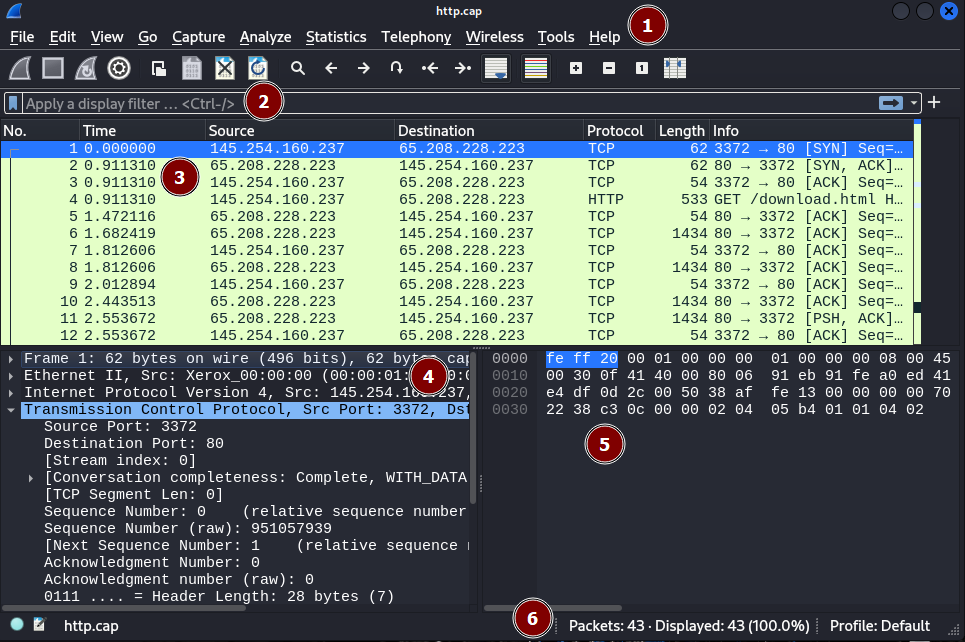 http.cap
File Edit View Go Capture Analyze Statistics Telephony Wireless Tools Help
1
Apply a display filter … <Ctrl-/>
2
No. Time Source Destination Protocol Length Info
1 0.000000 145.254.160.237 65.208.228.223 TCP 62 3372 → 80 [SYN] Seq=…
2 0.911310 65.208.228.223 145.254.160.237 TCP 62 80 → 3372 [SYN, ACK]…
3 0.911310 145.254.160.237 65.208.228.223 TCP 54 3372 → 80 [ACK] Seq=…
3
4 0.911310 145.254.160.237 65.208.228.223 HTTP 533 GET /download.html H…
5 1.472116 65.208.228.223 145.254.160.237 TCP 54 80 → 3372 [ACK] Seq=…
6 1.682419 65.208.228.223 145.254.160.237 TCP 1434 80 → 3372 [ACK] Seq=…
7 1.812606 145.254.160.237 65.208.228.223 TCP 54 3372 → 80 [ACK] Seq=…
8 1.812606 65.208.228.223 145.254.160.237 TCP 1434 80 → 3372 [ACK] Seq=…
9 2.012894 145.254.160.237 65.208.228.223 TCP 54 3372 → 80 [ACK] Seq=…
10 2.443513 65.208.228.223 145.254.160.237 TCP 1434 80 → 3372 [ACK] Seq=…
11 2.553672 65.208.228.223 145.254.160.237 TCP 1434 80 → 3372 [PSH, ACK] …
12 2.553672 145.254.160.237 65.208.228.223 TCP 54 3372 → 80 [ACK] Seq=…
Frame 1: 62 bytes on wire (496 bits), 62 bytes cap
Ethernet II, Src: Xerox_00:00:00 (00:00:01:
4
Internet Protocol Version 4, Src: 145.254.
Transmission Control Protocol, Src Port: 3372, Dst
Source Port: 3372
Destination Port: 80
[Stream index: 0]
[Conversation completeness: Complete, WITH_DATA
[TCP Segment Len: 0]
Sequence Number: 0 (relative sequence number
Sequence Number (raw): 951057939
[Next Sequence Number: 1 (relative sequence
Acknowledgment Number: 0
Acknowledgment number (raw): 0
0111 .... = Header Length: 28 bytes (7)
0000 fe ff 20 00 01 00 00 00 01 00 00 00 08 00 45
0010 00 30 0f 41 40 00 80 06 91 eb 91 fe a0 ed 41
0020 e4 df 0d 2c 00 50 38 af fe 13 00 00 00 00 70
0030 22 38 c3 0c 00 00 02 04 05 b4 01 01 04 02
5
http.cap
6
Packets: 43 · Displayed: 43 (100.0%) Profile: Default